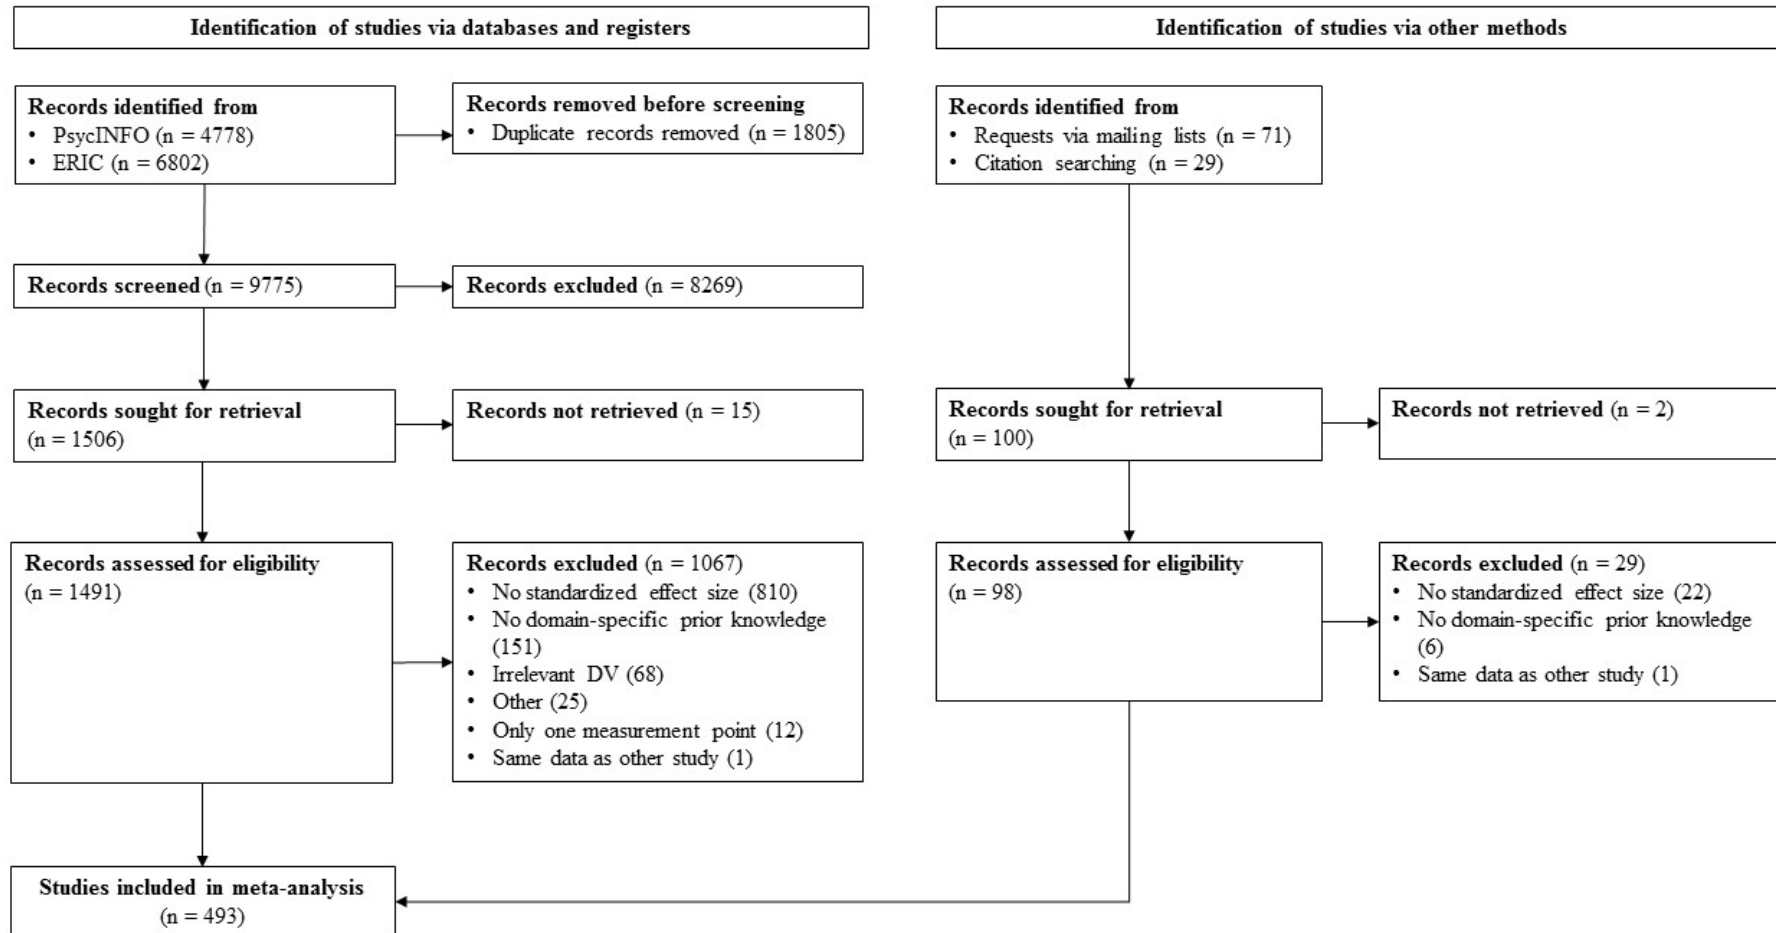 Identification of studies via databases and registers
Identification of studies via other methods
Records identified from
• PsycINFO (n = 4778)
• ERIC (n = 6802)
Records removed before screening
• Duplicate records removed (n = 1805)
Records identified from
• Requests via mailing lists (n = 71)
• Citation searching (n = 29)
Records screened (n = 9775)
Records excluded (n = 8269)
Records sought for retrieval
(n = 1506)
Records not retrieved (n = 15)
Records sought for retrieval
(n = 100)
Records not retrieved (n = 2)
Records assessed for eligibility
(n = 1491)
Records excluded (n = 1067)
• No standardized effect size (810)
• No domain-specific prior knowledge
(151)
• Irrelevant DV (68)
• Other (25)
• Only one measurement point (12)
• Same data as other study (1)
Records assessed for eligibility
(n = 98)
Records excluded (n = 29)
• No standardized effect size (22)
• No domain-specific prior knowledge
(6)
• Same data as other study (1)
Studies included in meta-analysis
(n = 493)